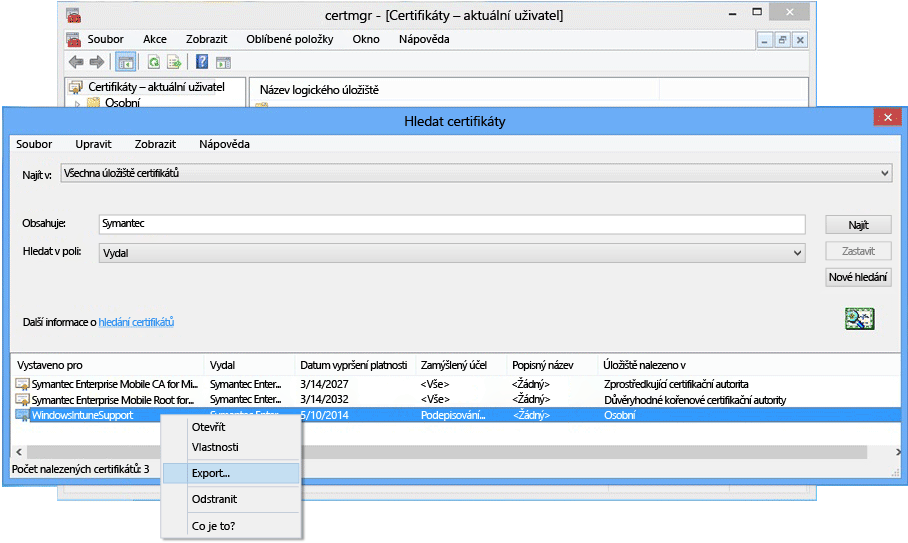 certmgr - [Certifikáty – aktuální uživatel]
Soubor Akce Zobrazit Oblíbené položky Okno Nápověda
Certifikáty – aktuální uživatel
Osobní
Název logického úložiště
Hledat certifikáty
Soubor Upravit Zobrazit Nápověda
Najít v: Všechna úložiště certifikátů
Obsahuje: Symantec Najít
Hledat v poli: Vydal Zastavit
Nové hledání
Další informace o hledání certifikátů
Vystaveno pro Vydal Datum vypršení platnosti Zamýšlený účel Popisný název Úložiště nalezeno v
Symantec Enterprise Mobile CA for Mi... Symantec Enter... 3/14/2027 <Vše> <Žádný> Zprostředkující certifikační autorita
Symantec Enterprise Mobile Root for... Symantec Enter... 3/14/2032 <Vše> <Žádný> Důvěryhodné kořenové certifikační autority
WindowsIntuneSupport Symantec Enter... 5/10/2014 Podepisování... <Žádný> Osobní
Otevřít
Vlastnosti
Export...
Odstranit
Co je to?
Počet nalezených certifikátů: 3